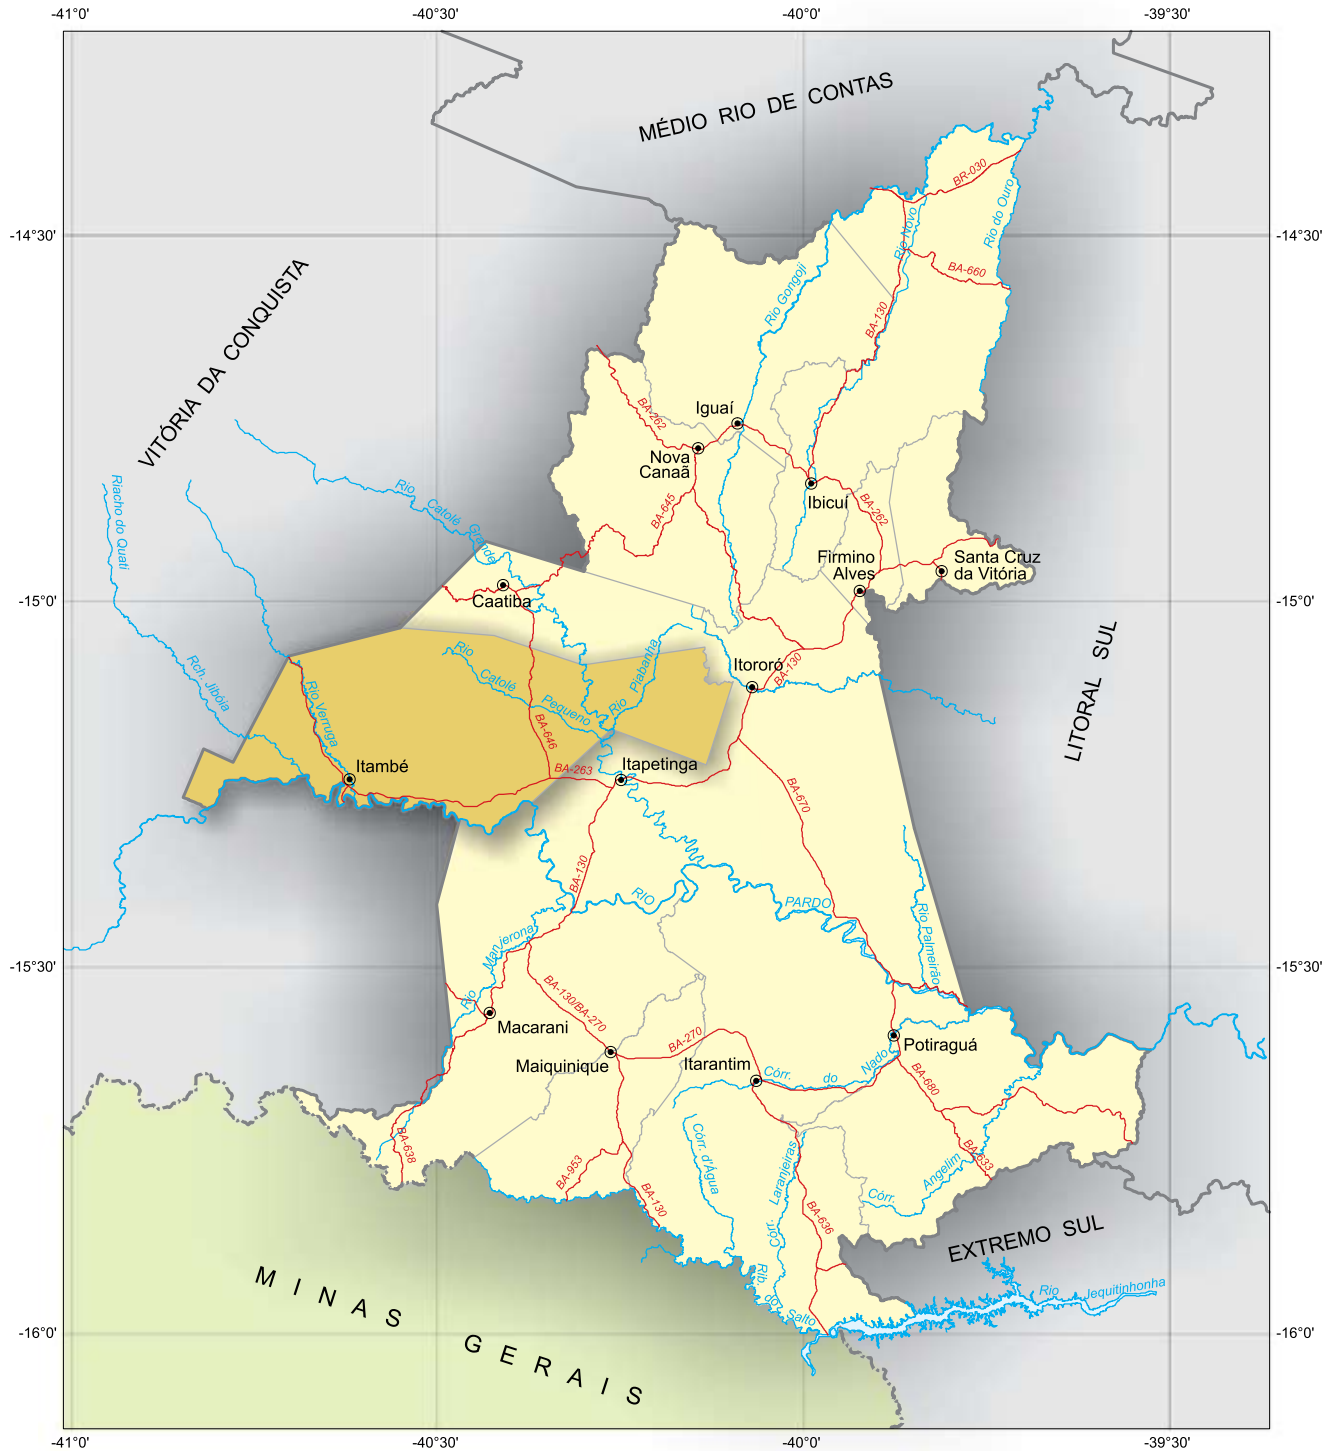 -41°0'
-40°30'
-40°0'
-39°30'
MÉDIO RIO DE CONTAS
BR-030
Rio do Ouro
Rio Novo
-14°30'
-14°30'
BA-660
Rio Gongoji
BA-130
VITÓRIA DA CONQUISTA
BA-262
Iguaí
Nova
Canaã
Ibicuí
BA-262
BA-645
Rio Catolé Grande
Riacho do Quati
Firmino
Alves
Santa Cruz
da Vitória
Caatiba
-15°0'
-15°0'
LITORAL SUL
Rio Catolé Pequeno
Rio Piabanha
Itororó
BA-130
Rch. Jibóia
Rio Verruga
BA-646
Itambé
BA-263
Itapetinga
BA-670
BA-130
RIO
PARDO
Rio Palmeirão
Rio Manjerona
-15°30'
-15°30'
BA-130/BA-270
Macarani
Maiquinique
BA-270
Itarantim
Potiraguá
Córr. do Nado
BA-680
BA-638
BA-953
BA-130
Córr. d'Água
Córr. Laranjeiras
BA-636
Córr. Angelim
BA-633
EXTREMO SUL
Rib. do Salto
Rio Jequitinhonha
MINAS GERAIS
-16°0'
-16°0'
-41°0'
-40°30'
-40°0'
-39°30'